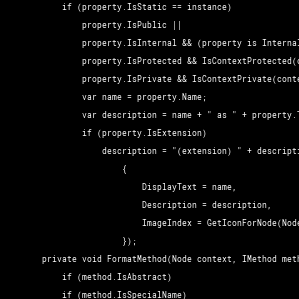 if (property.IsStatic == instance)
property.IsPublic ||
property.IsInternal && (property is Interna
property.IsProtected && IsContextProtected(
property.IsPrivate && IsContextPrivate(cont
var name = property.Name;
var description = name + " as " + property.
if (property.IsExtension)
description = "(extension) " + descripti
{
DisplayText = name,
Description = description,
ImageIndex = GetIconForNode(Node
});
private void FormatMethod(Node context, IMethod meth
if (method.IsAbstract)
if (method.IsSpecialName)